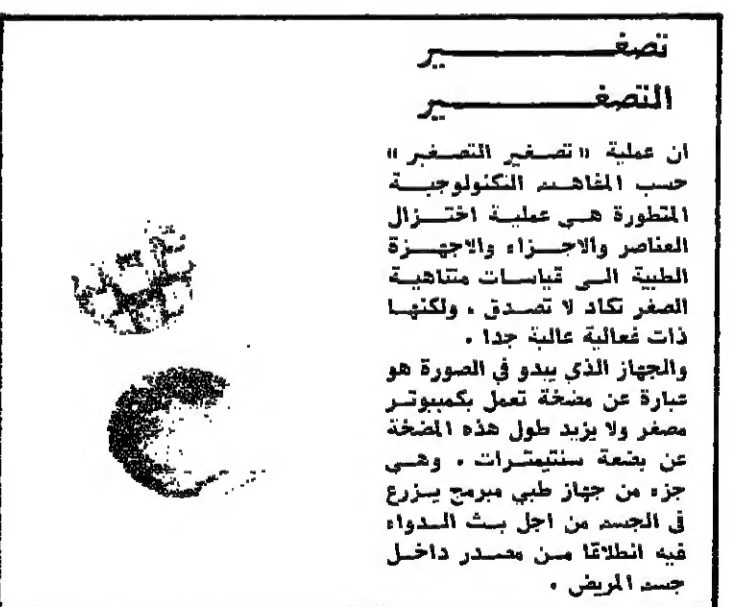 تصغير
التصغير
ان عملية « تصغير التصغير »
حسب المفاهيم التكنولوجية
المتطورة هي عملية اختزال
العناصر والاجزاء والاجهزة
الطبية الى قياسات متناهية
الصغر تكاد لا تصدق ، ولكنها
ذات فعالية عالية جدا .
والجهاز الذي يبدو في الصورة هو
عبارة عن مضخة تعمل بكمبيوتر
مصغر ولا يزيد طول هذه المضخة
عن بضعة سنتيمترات . وهي
جزء من جهاز طبي مبرمج يزرع
في الجسم من اجل بث الدواء
فيه انطلاقا من مصدر داخل
جسم المريض .